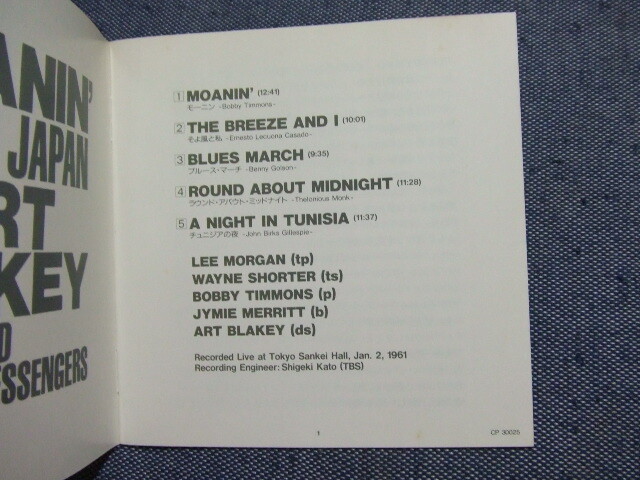 ANIN'
JAPAN
RT
KEY
SSENGERS
1 MOANIN' (12:41)
モーニン -Bobby Timmons-
2 THE BREEZE AND I (10:01)
そよ風と私 -Ernesto Lecuona Casado-
3 BLUES MARCH (9:35)
ブルース・マーチ -Benny Golson-
4 ROUND ABOUT MIDNIGHT (11:28)
ラウンド・アバウト・ミッドナイト -Thelonious Monk-
5 A NIGHT IN TUNISIA (11:37)
チュニジアの夜 -John Birks Gillespie-
LEE MORGAN (tp)
WAYNE SHORTER (ts)
BOBBY TIMMONS (p)
JYMIE MERRITT (b)
ART BLAKEY (ds)
Recorded Live at Tokyo Sankei Hall, Jan. 2, 1961
Recording Engineer: Shigeki Kato (TBS)
1
CP 30025